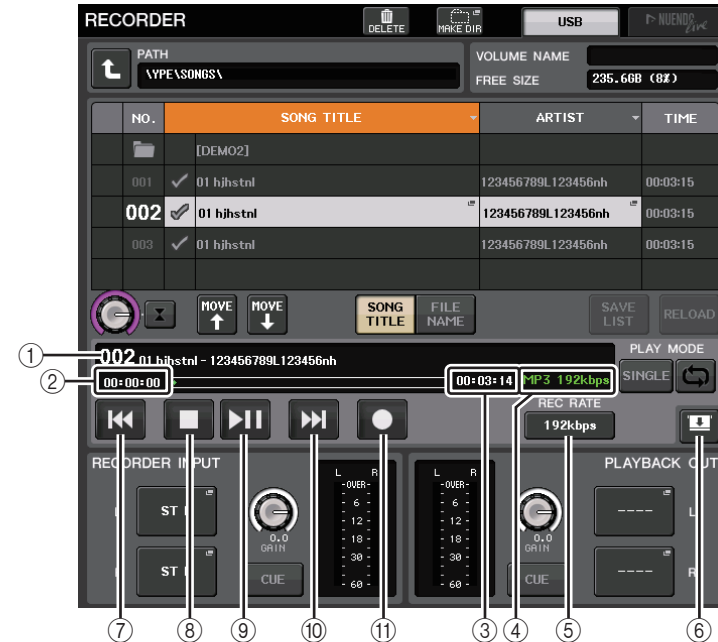 RECORDER
DELETE
MAKE DIR
USB
NUENDO Live
PATH
\YPE\SONGS\
VOLUME NAME
FREE SIZE
235.6GB (8%)
NO.
SONG TITLE
ARTIST
TIME
[DEMO2]
001 01 hjhstnl 123456789L123456nh 00:03:15
002 01 hjhstnl 123456789L123456nh 00:03:15
003 01 hjhstnl 123456789L123456nh 00:03:15
MOVE
MOVE
SONG TITLE
FILE NAME
SAVE LIST
RELOAD
① 002 01 hjhstnl - 123456789L123456nh
PLAY MODE
② 00:00:00
00:03:14
MP3 192kbps
SINGLE
REC RATE
192kbps
RECORDER INPUT
PLAYBACK OUT
L R
L R
-OVER-
-OVER-
6
12
18
30
60
6
12
18
30
60
ST
ST
0.0
GAIN
CUE
0.0
GAIN
CUE
----
L
----
R
⑦ ⑧ ⑨ ⑩ ⑪ ③ ④ ⑤ ⑥